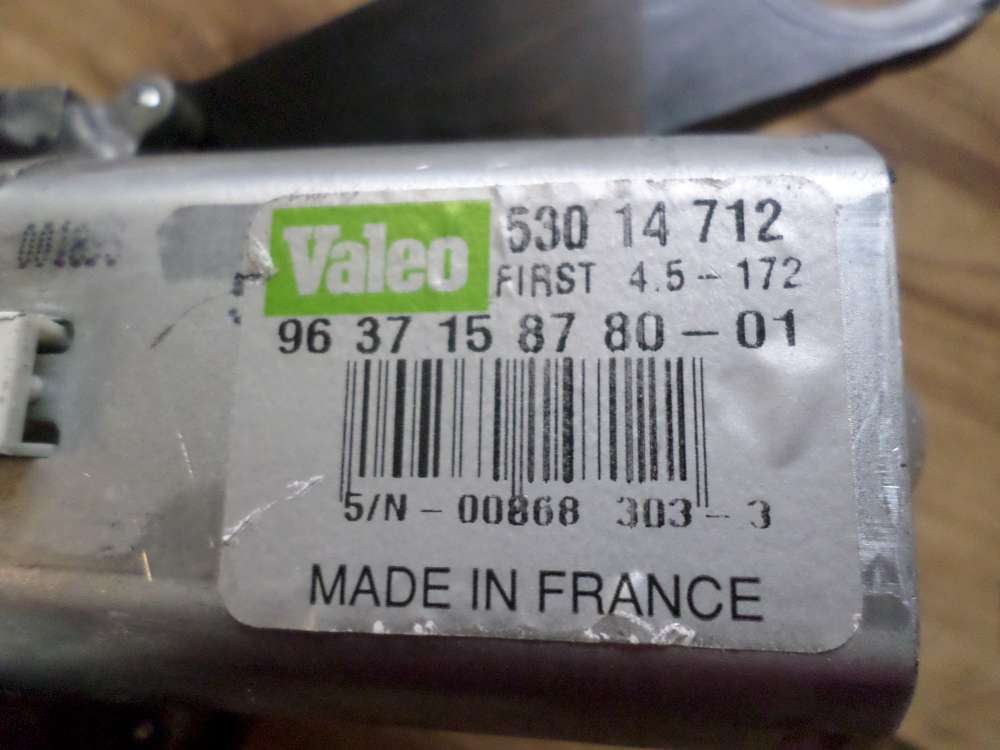 Valeo 530 14 712
FIRST 4.5-172
96 37 15 87 80-01
S/N-00868 303-3
MADE IN FRANCE